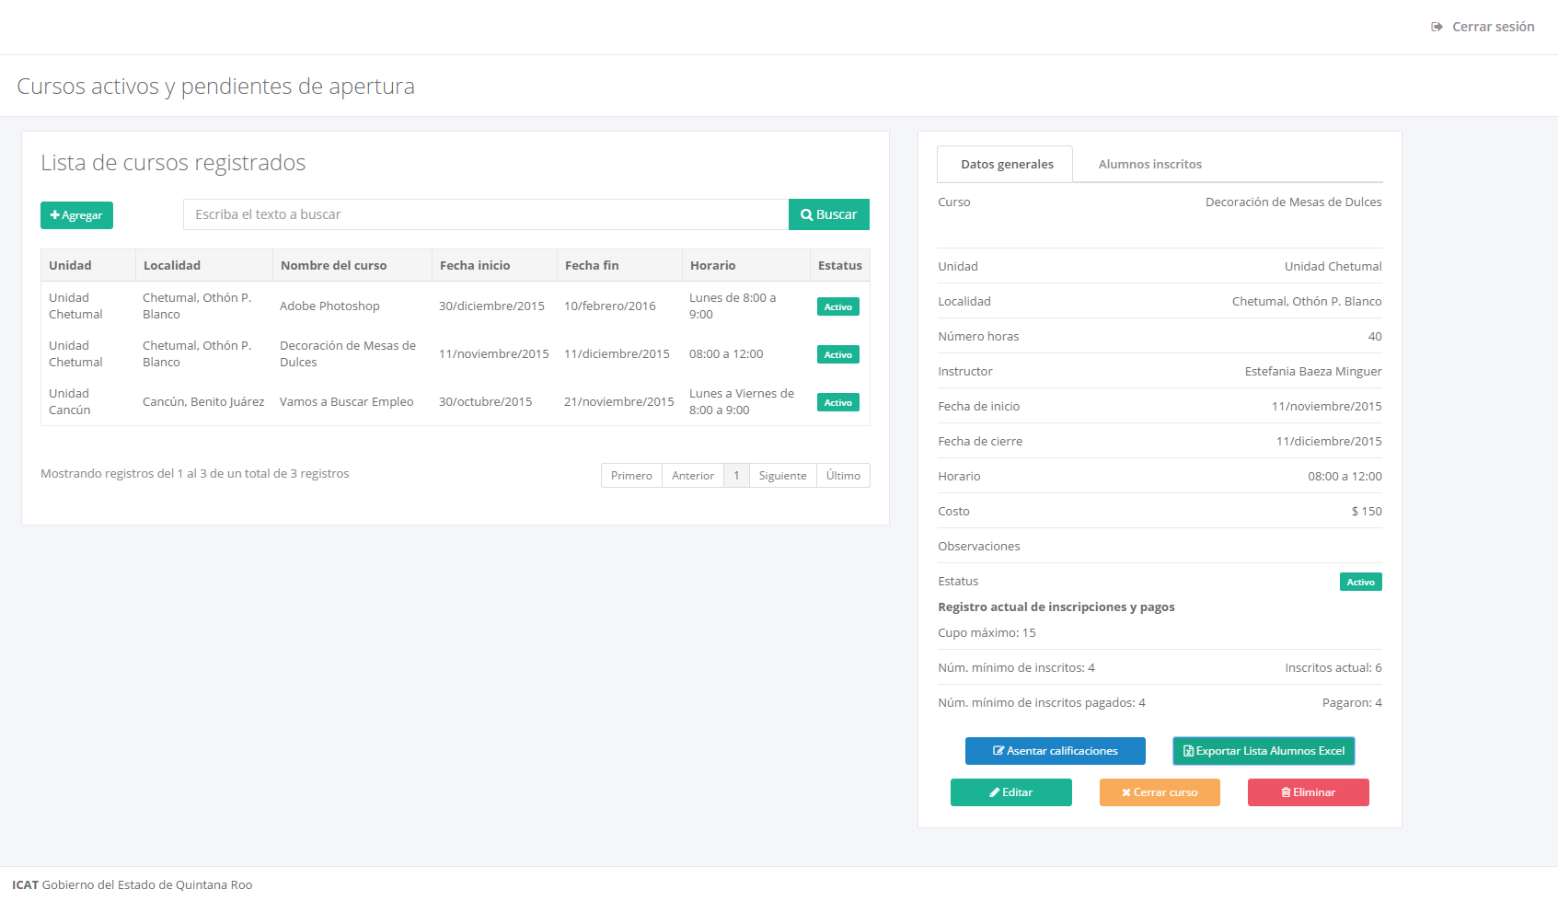 Cerrar sesión
Cursos activos y pendientes de apertura
Lista de cursos registrados
Agregar
Escriba el texto a buscar
Buscar
Unidad Localidad Nombre del curso Fecha inicio Fecha fin Horario Estatus
Unidad Chetumal Chetumal, Othón P. Blanco Adobe Photoshop 30/diciembre/2015 10/febrero/2016 Lunes de 8:00 a 9:00 Activo
Unidad Chetumal Chetumal, Othón P. Blanco Decoración de Mesas de Dulces 11/noviembre/2015 11/diciembre/2015 08:00 a 12:00 Activo
Unidad Cancún Cancún, Benito Juárez Vamos a Buscar Empleo 30/octubre/2015 21/noviembre/2015 Lunes a Viernes de 8:00 a 9:00 Activo
Mostrando registros del 1 al 3 de un total de 3 registros
Primero Anterior 1 Siguiente Último
Datos generales Alumnos inscritos
Curso Decoración de Mesas de Dulces
Unidad Unidad Chetumal
Localidad Chetumal, Othón P. Blanco
Número horas 40
Instructor Estefania Baeza Minguer
Fecha de inicio 11/noviembre/2015
Fecha de cierre 11/diciembre/2015
Horario 08:00 a 12:00
Costo $ 150
Observaciones
Estatus Activo
Registro actual de inscripciones y pagos
Cupo máximo: 15
Núm. mínimo de inscritos: 4 Inscritos actual: 6
Núm. mínimo de inscritos pagados: 4 Pagaron: 4
Asentar calificaciones Exportar Lista Alumnos Excel
Editar Cerrar curso Eliminar
ICAT Gobierno del Estado de Quintana Roo